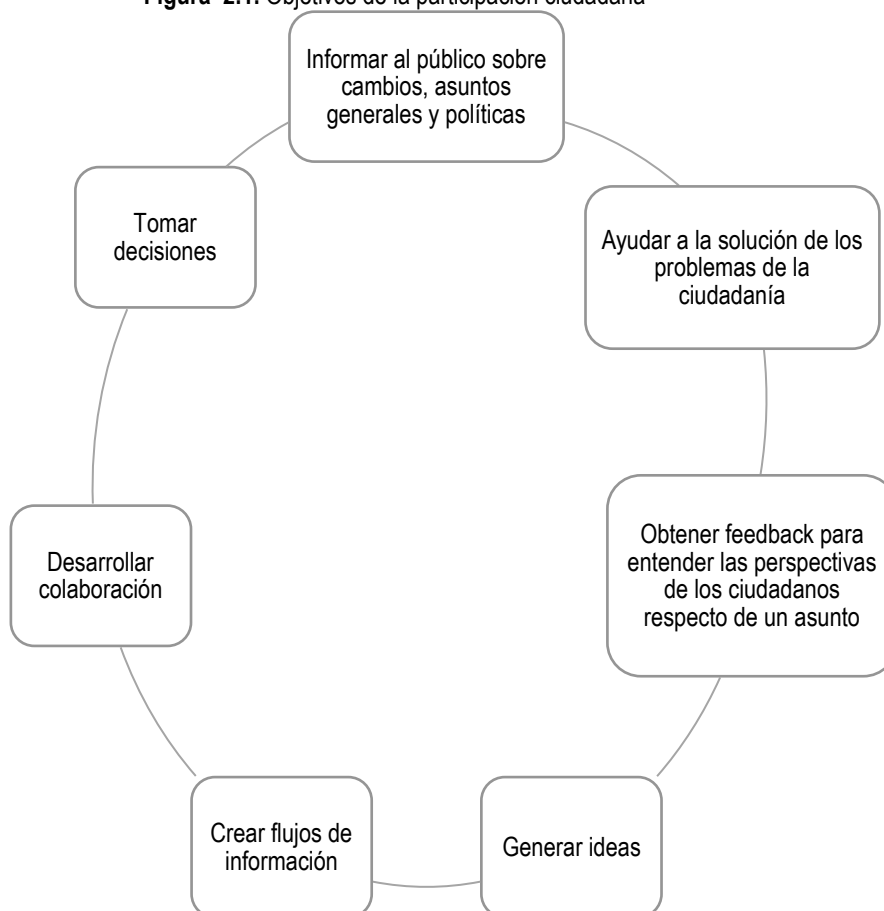 Figura 2.1. Objetivos de la participación ciudadana
Informar al público sobre
cambios, asuntos
generales y políticas
Ayudar a la solución de los
problemas de la
ciudadanía
Obtener feedback para
entender las perspectivas
de los ciudadanos
respecto de un asunto
Generar ideas
Crear flujos de
información
Desarrollar
colaboración
Tomar
decisiones